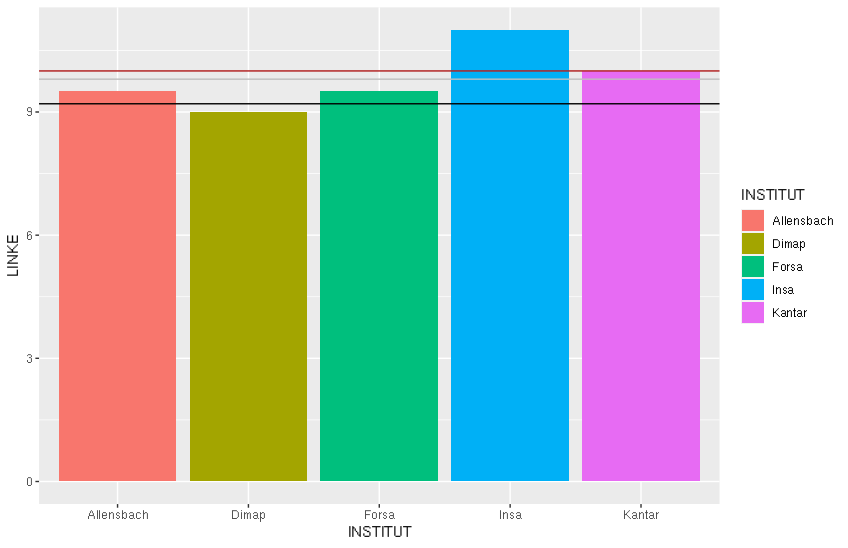 LINKE
9
6
3
0
Allensbach Dimap Forsa Insa Kantar
INSTITUT
INSTITUT
Allensbach
Dimap
Forsa
Insa
Kantar